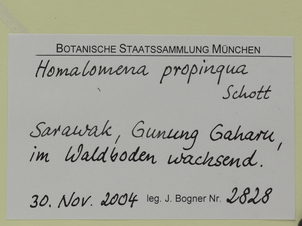 BOTANISCHE STAATSSAMMLUNG MÜNCHEN
Homalomena propinqua
Schott
Sarawak, Gunung Gaharu,
im Waldboden wachsend.
30. Nov. 2004 leg. J. Bogner Nr. 2828